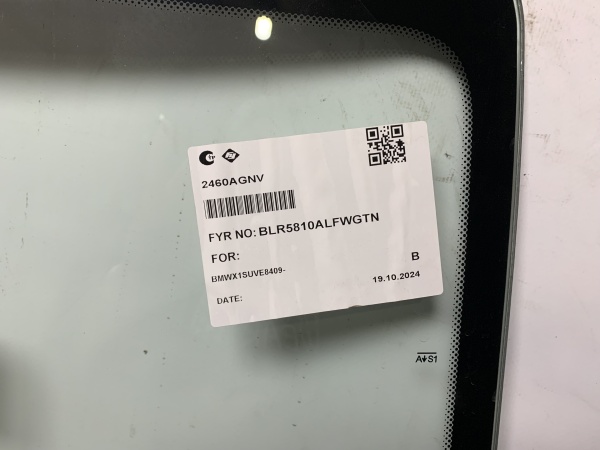 2460AGNV
FYR NO: BLR5810ALFWGTN
FOR:
B
BMWX1SUVE8409-
DATE:
19.10.2024
A↓S1